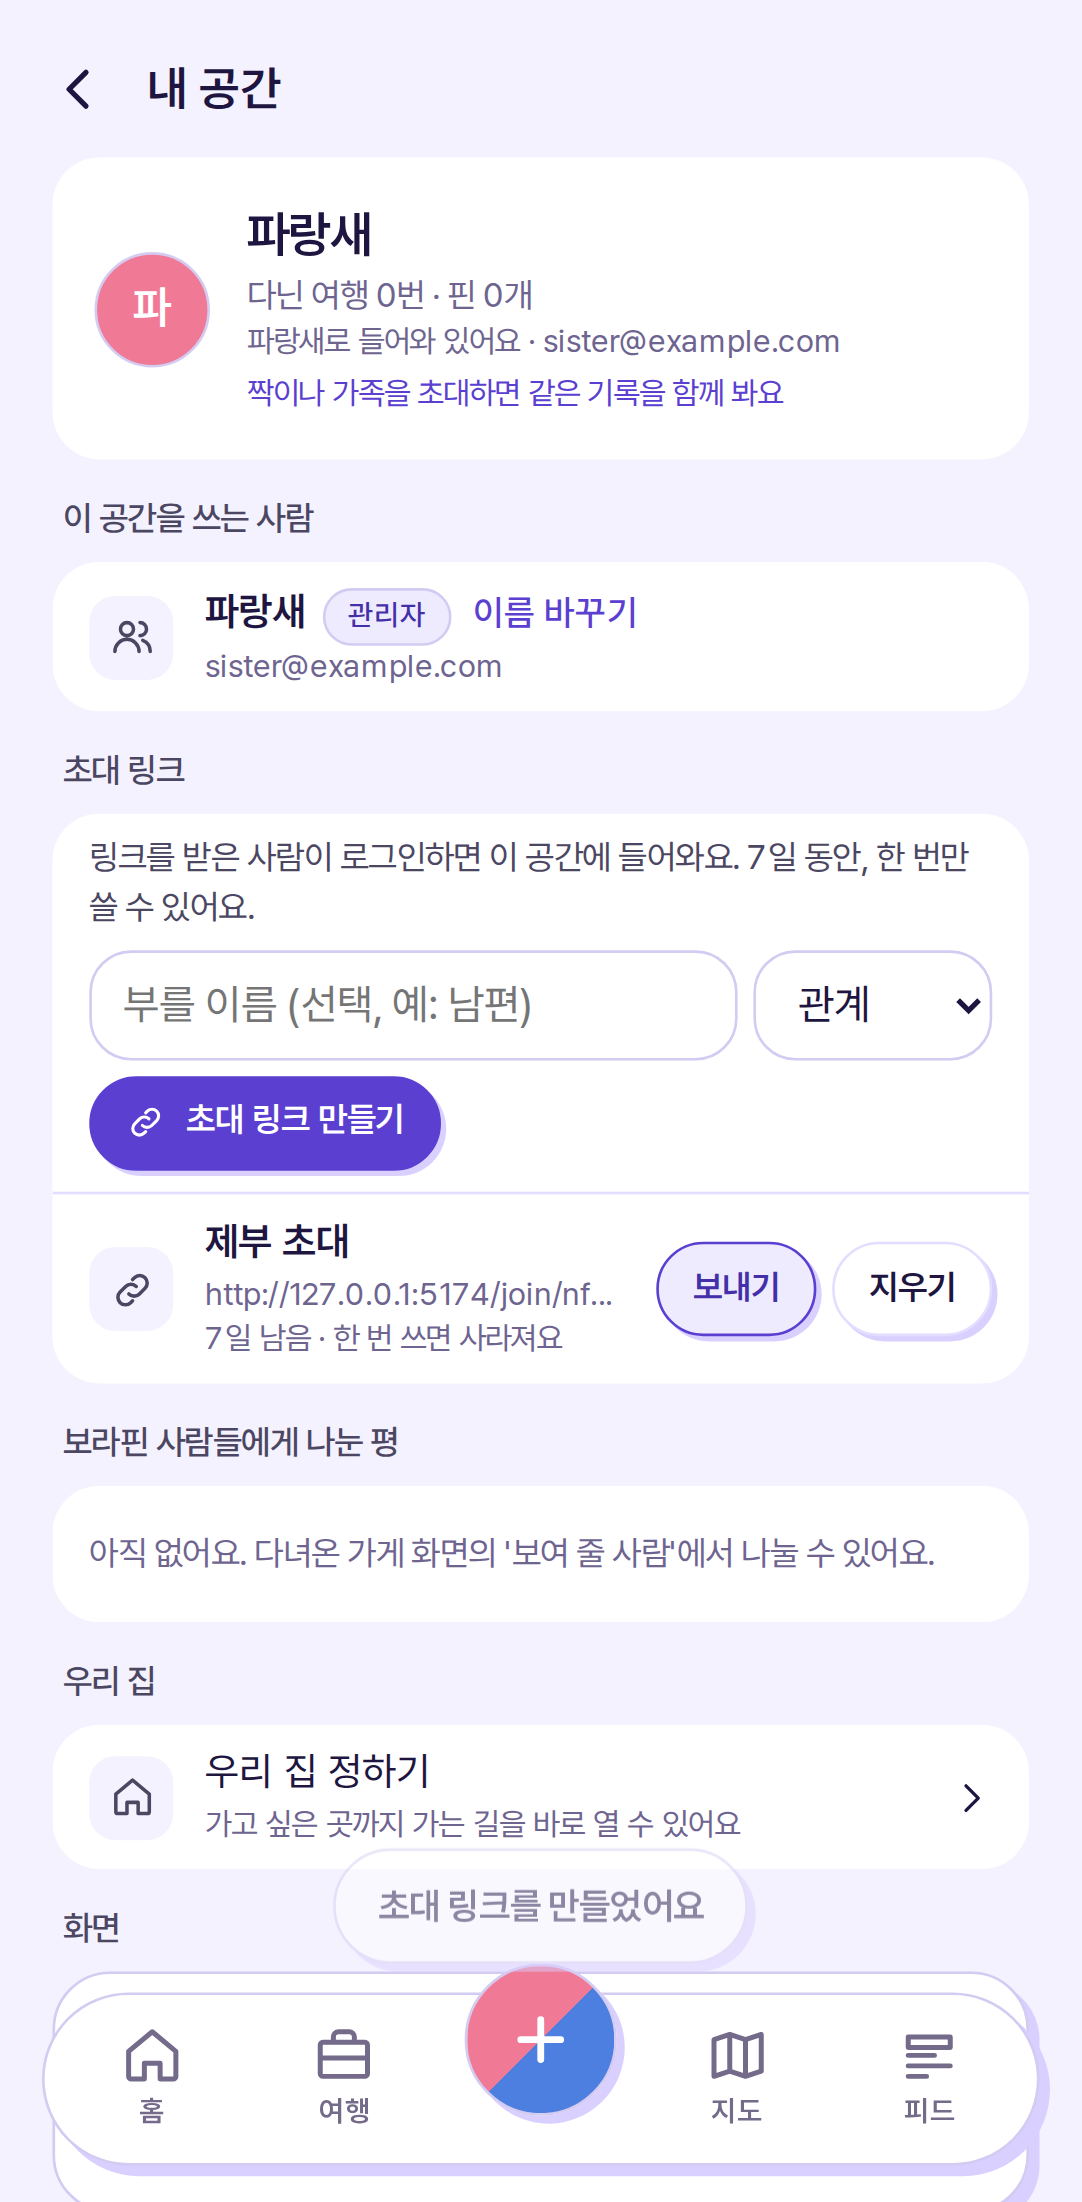 내 공간
파랑새
파
다닌 여행 0번 · 핀 0개
파랑새로 들어와 있어요 · sister@example.com
짝이나 가족을 초대하면 같은 기록을 함께 봐요
이 공간을 쓰는 사람
파랑새 관리자 이름 바꾸기
sister@example.com
초대 링크
링크를 받은 사람이 로그인하면 이 공간에 들어와요. 7일 동안, 한 번만
쓸 수 있어요.
부를 이름 (선택, 예: 남편) 관계
초대 링크 만들기
제부 초대
http://127.0.0.1:5174/join/nf...
7일 남음 · 한 번 쓰면 사라져요
보내기 지우기
보라핀 사람들에게 나눈 평
아직 없어요. 다녀온 가게 화면의 '보여 줄 사람'에서 나눌 수 있어요.
우리 집
우리 집 정하기
가고 싶은 곳까지 가는 길을 바로 열 수 있어요
초대 링크를 만들었어요
화면
홈 여행 지도 피드